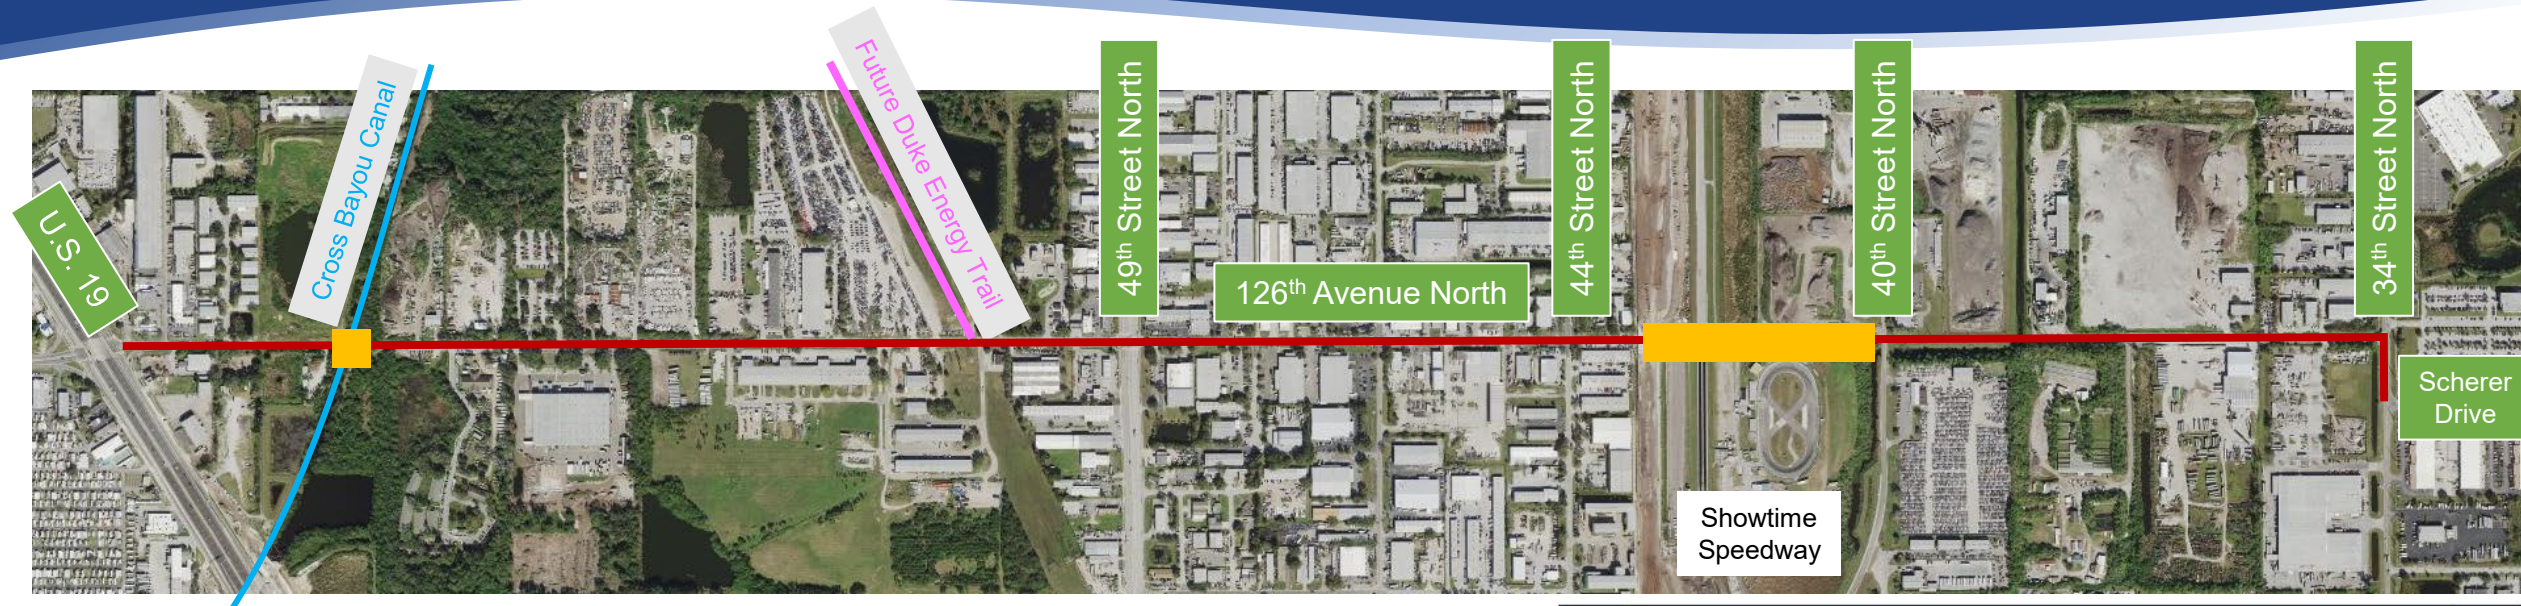 U.S. 19
Cross Bayou Canal
Future Duke Energy Trail
49th Street North
126th Avenue North
44th Street North
40th Street North
34th Street North
Scherer
Drive
Showtime
Speedway